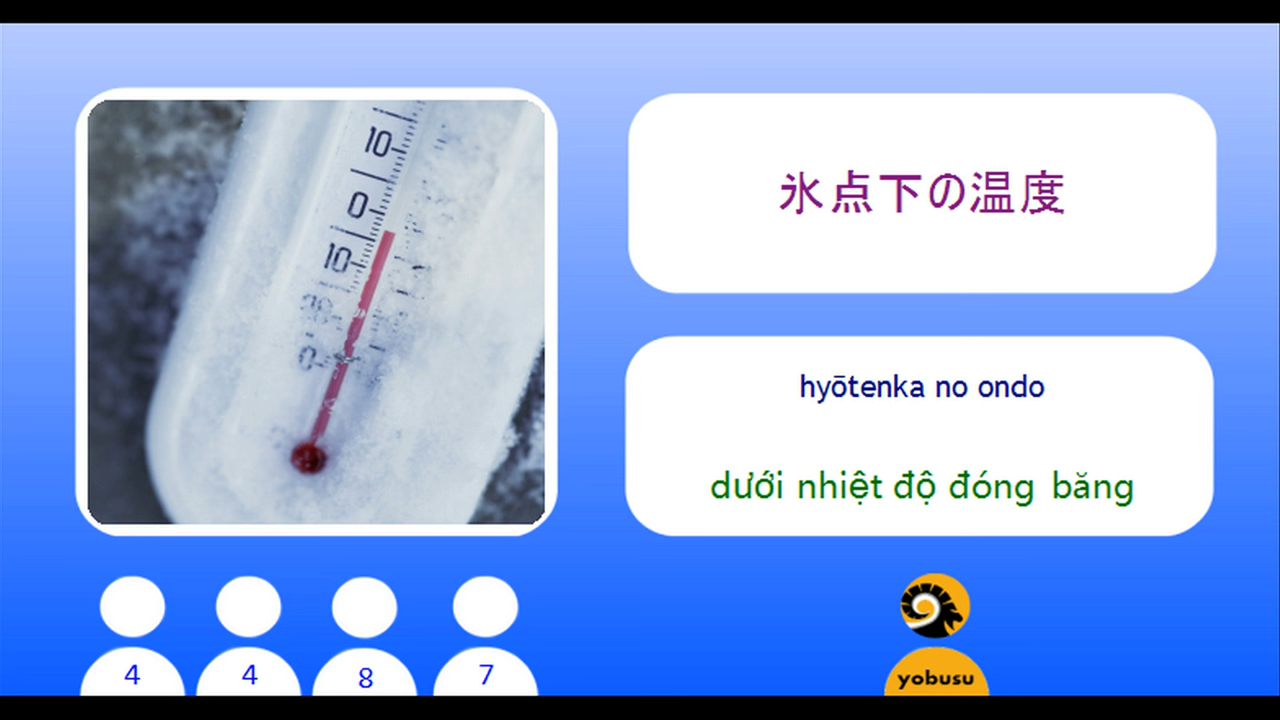 10
0
10
氷点下の温度
hyōtenka no ondo
dưới nhiệt độ đóng băng
4 4 8 7
yobusu